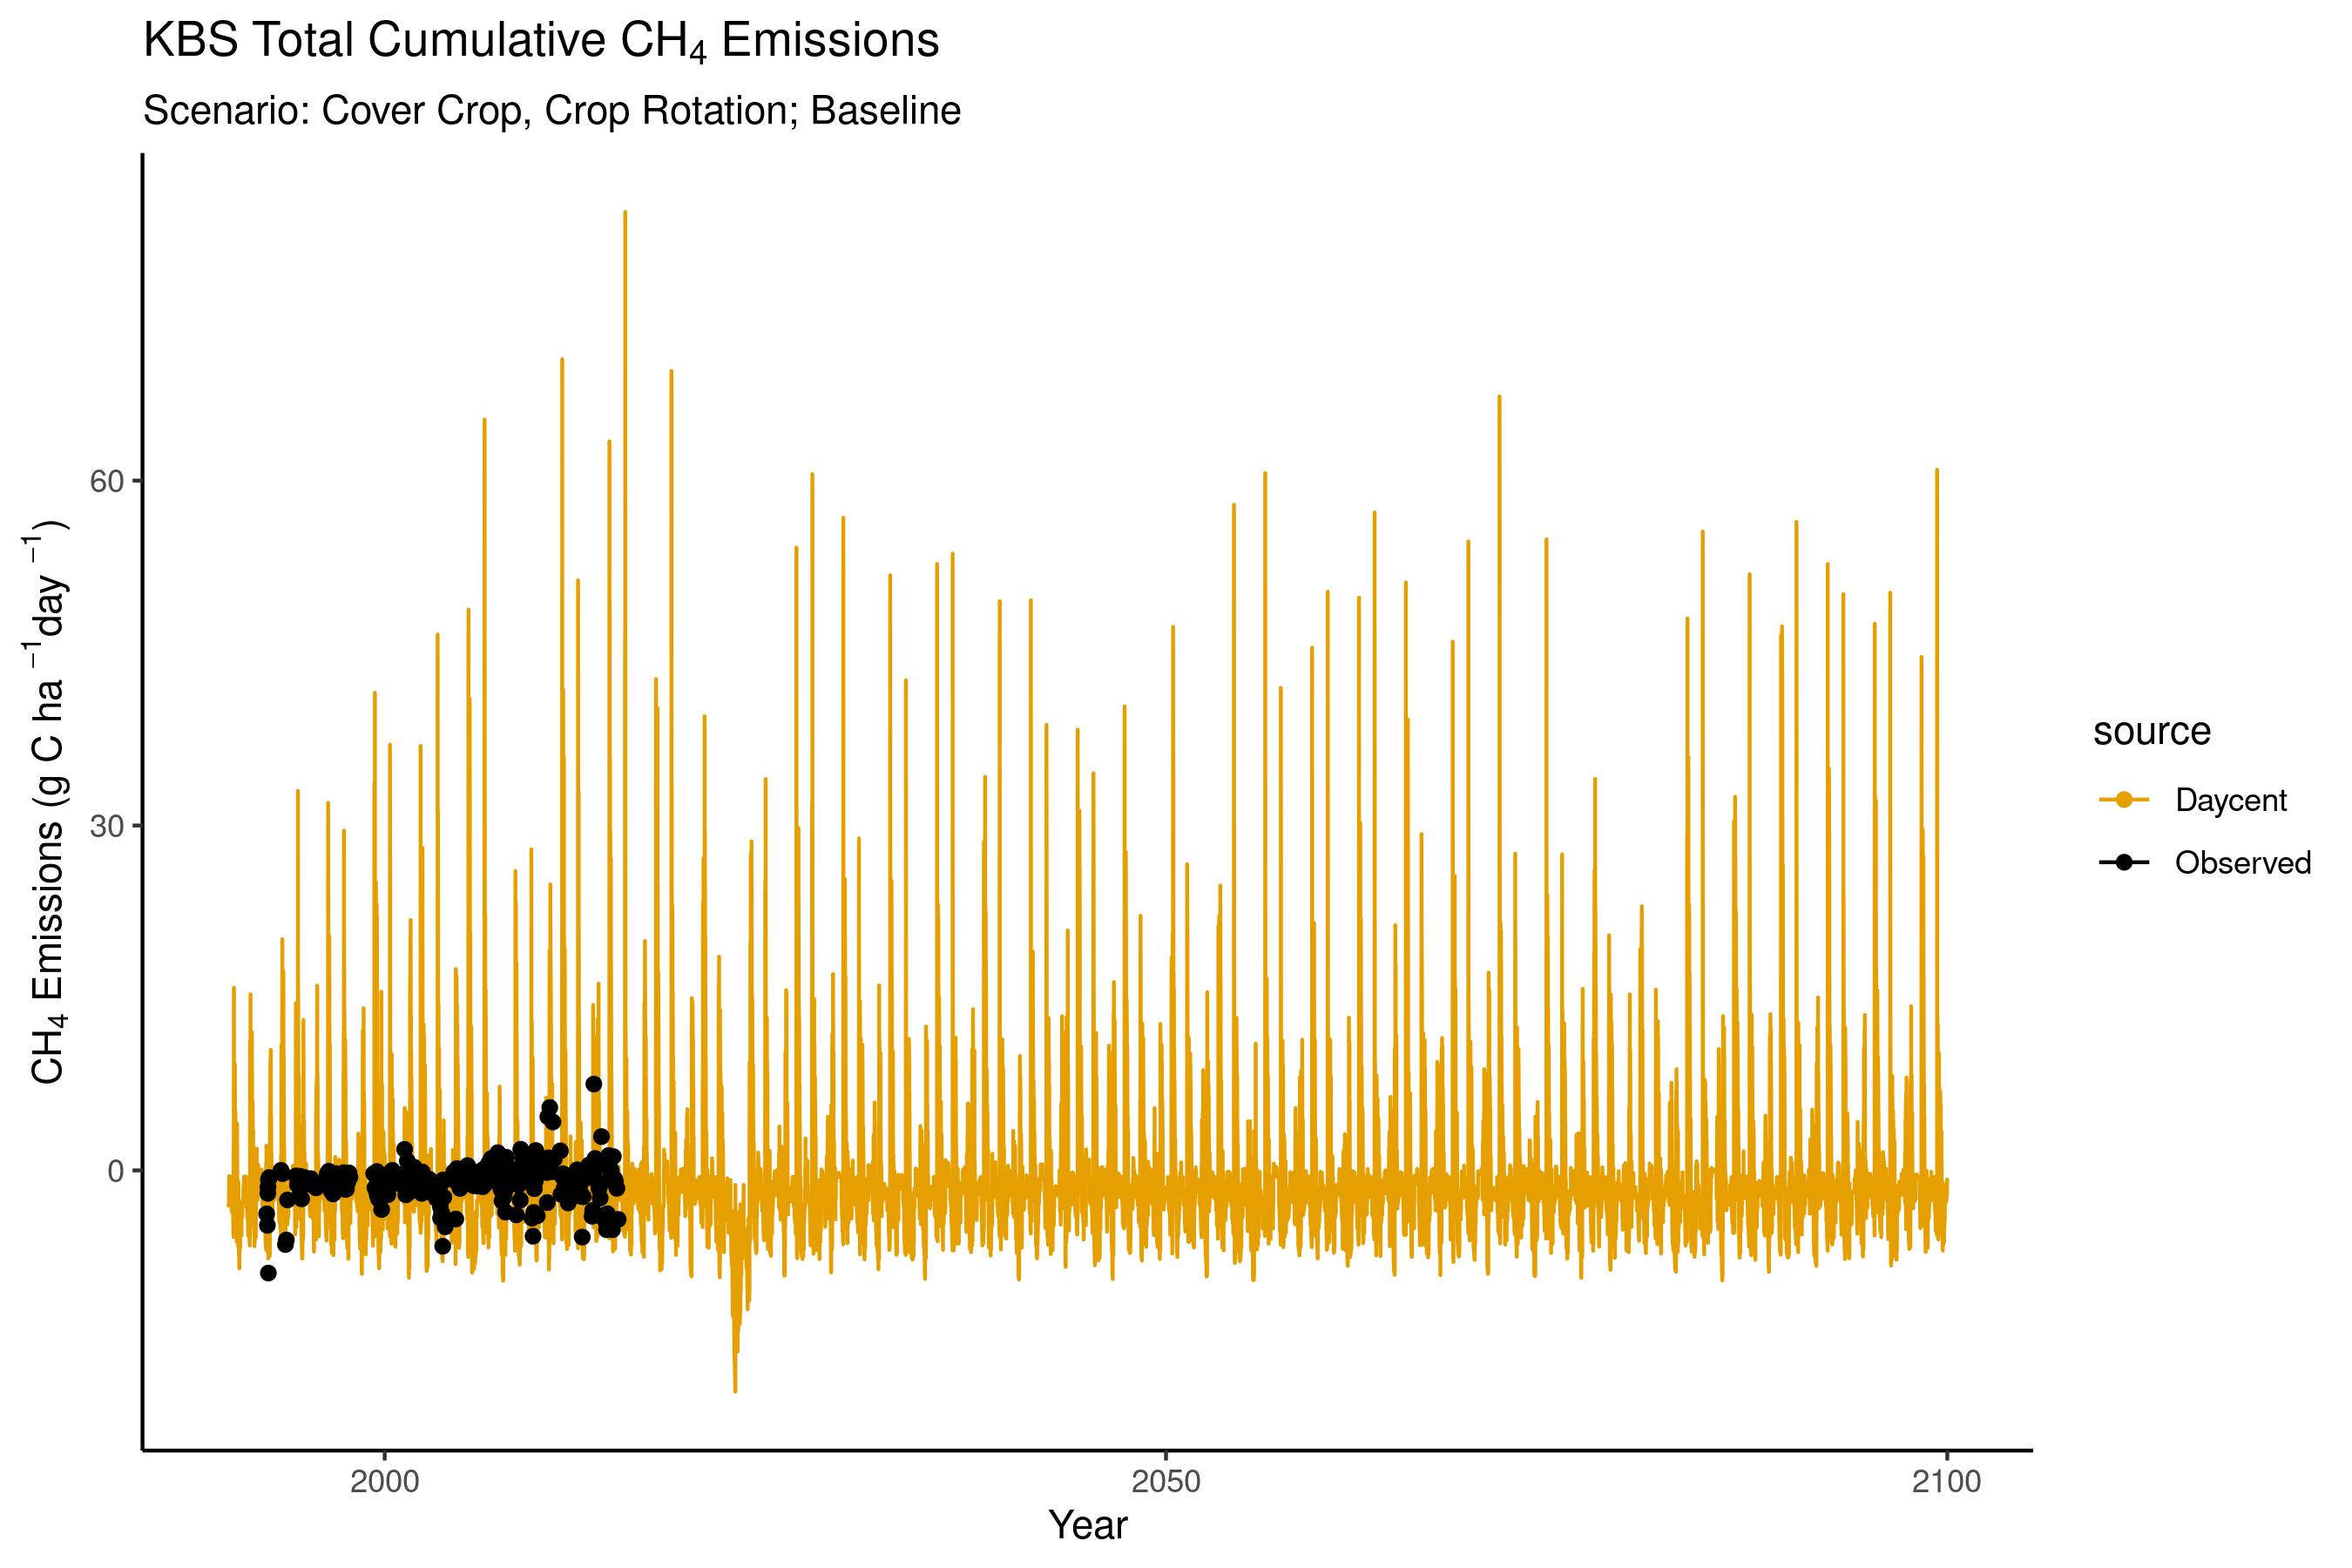 KBS Total Cumulative CH₄ Emissions
Scenario: Cover Crop, Crop Rotation; Baseline
CH₄ Emissions (g C ha ⁻¹day ⁻¹)
60
30
0
2000
2050
2100
Year
source
Daycent
Observed